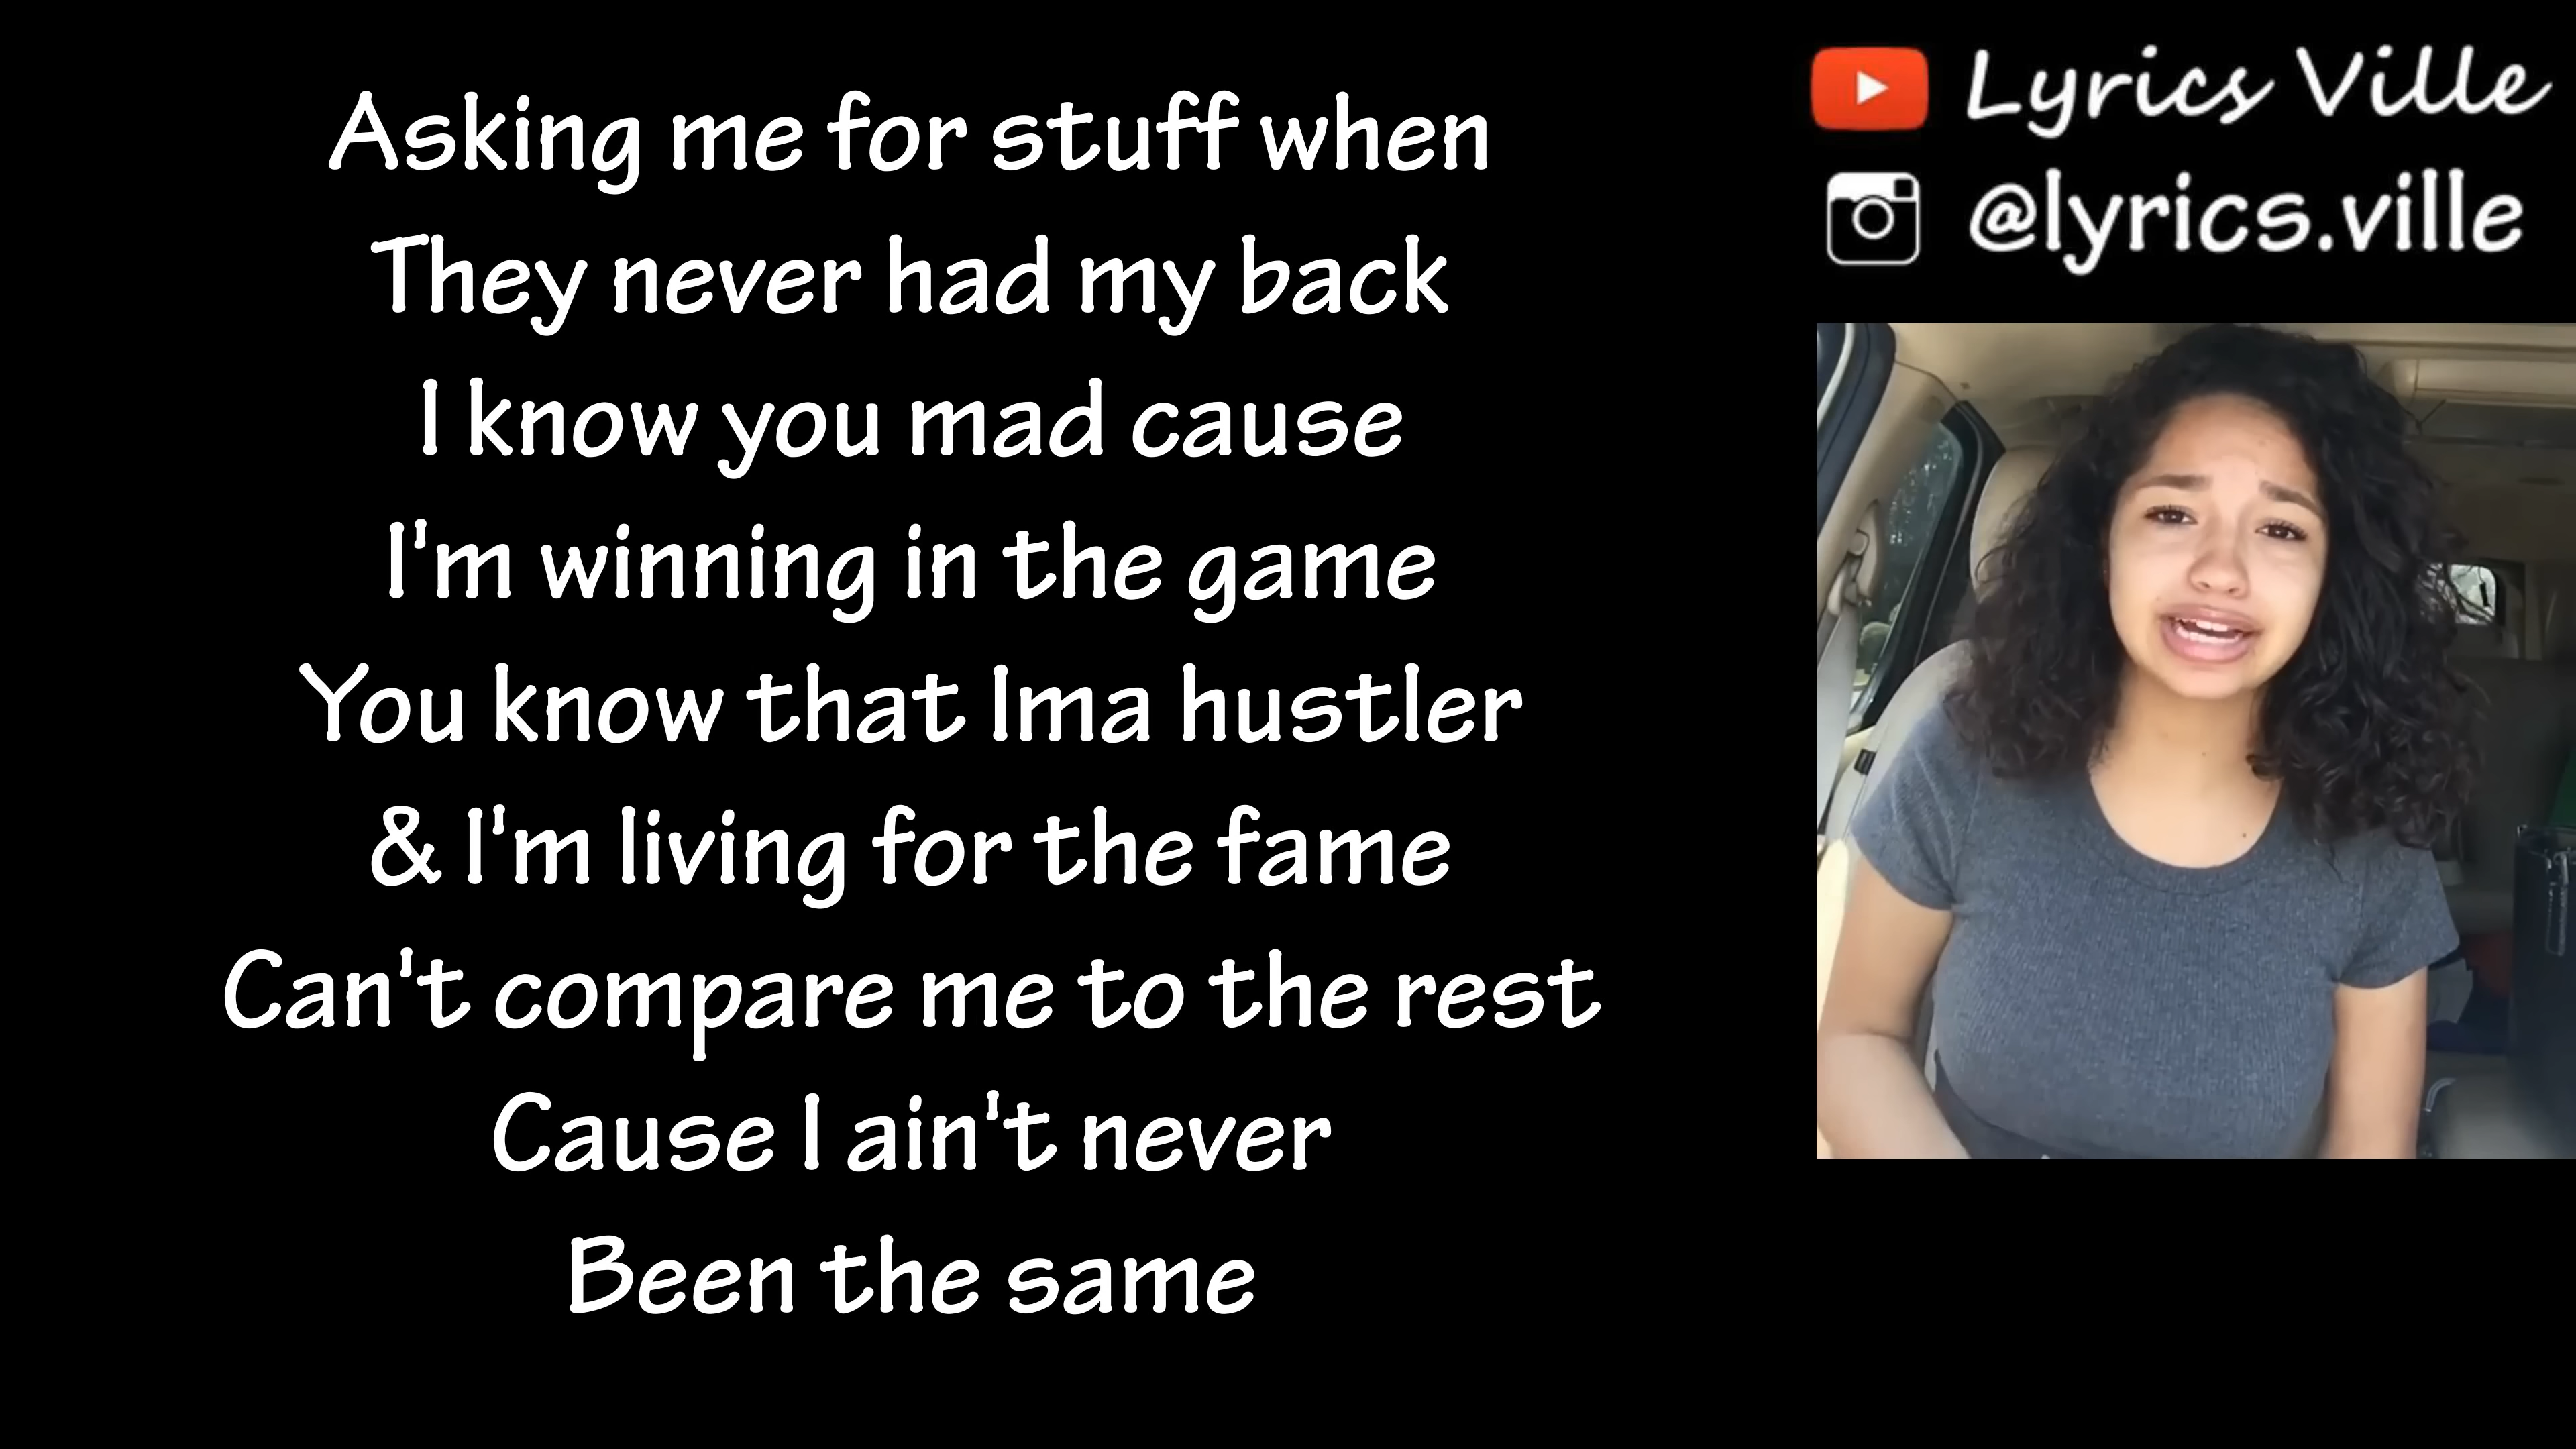 Asking me for stuff when
They never had my back
I know you mad cause
I'm winning in the game
You know that Ima hustler
& I'm living for the fame
Can't compare me to the rest
Cause I ain't never
Been the same
Lyrics Ville
@lyrics.ville